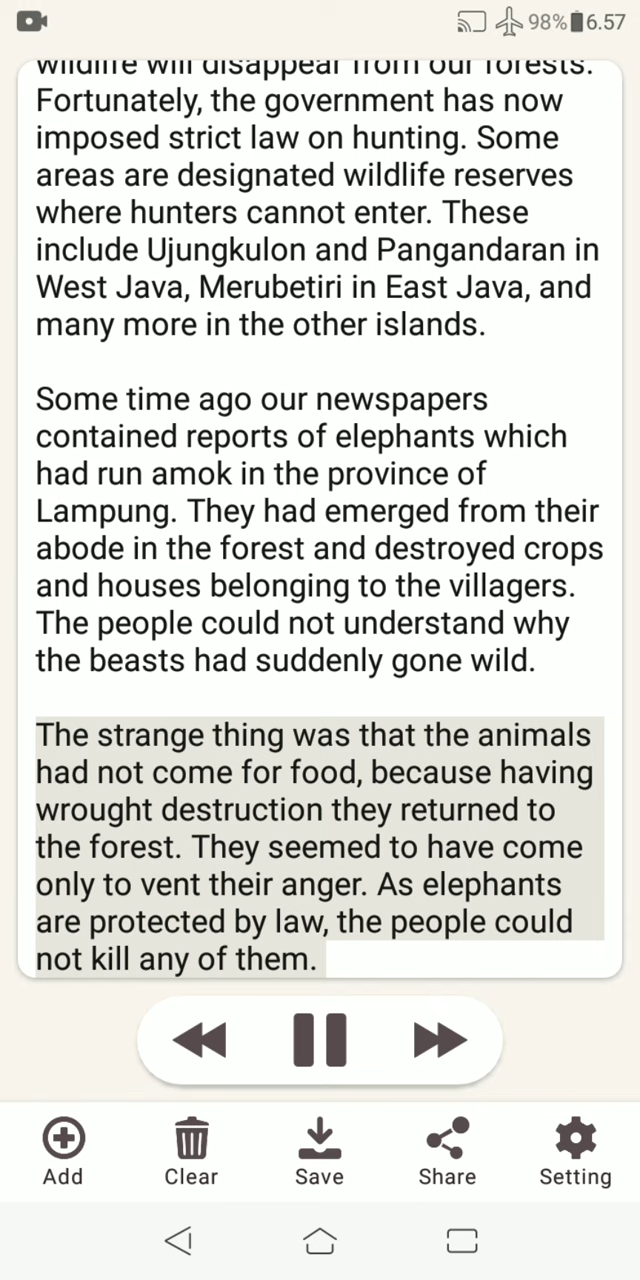 98% 6.57
wildlife will disappear from our forests.
Fortunately, the government has now
imposed strict law on hunting. Some
areas are designated wildlife reserves
where hunters cannot enter. These
include Ujungkulon and Pangandaran in
West Java, Merubetiri in East Java, and
many more in the other islands.
Some time ago our newspapers
contained reports of elephants which
had run amok in the province of
Lampung. They had emerged from their
abode in the forest and destroyed crops
and houses belonging to the villagers.
The people could not understand why
the beasts had suddenly gone wild.
The strange thing was that the animals
had not come for food, because having
wrought destruction they returned to
the forest. They seemed to have come
only to vent their anger. As elephants
are protected by law, the people could
not kill any of them.
Add Clear Save Share Setting